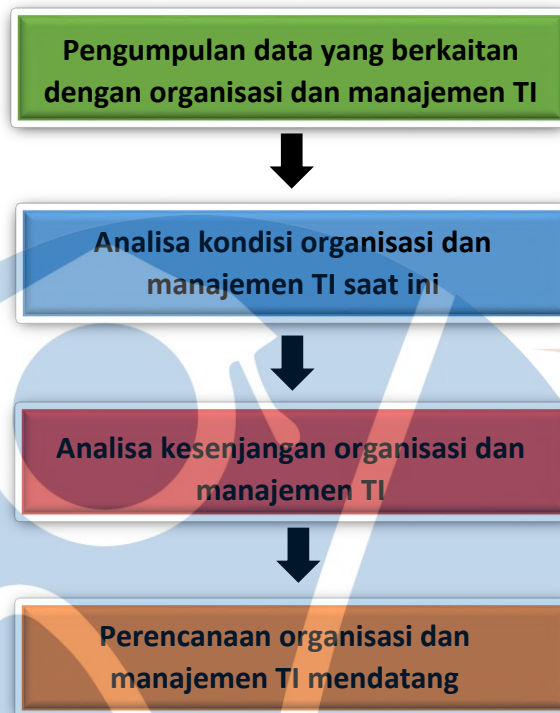 Pengumpulan data yang berkaitan
dengan organisasi dan manajemen TI
Analisa kondisi organisasi dan
manajemen TI saat ini
Analisa kesenjangan organisasi dan
manajemen TI
Perencanaan organisasi dan
manajemen TI mendatang